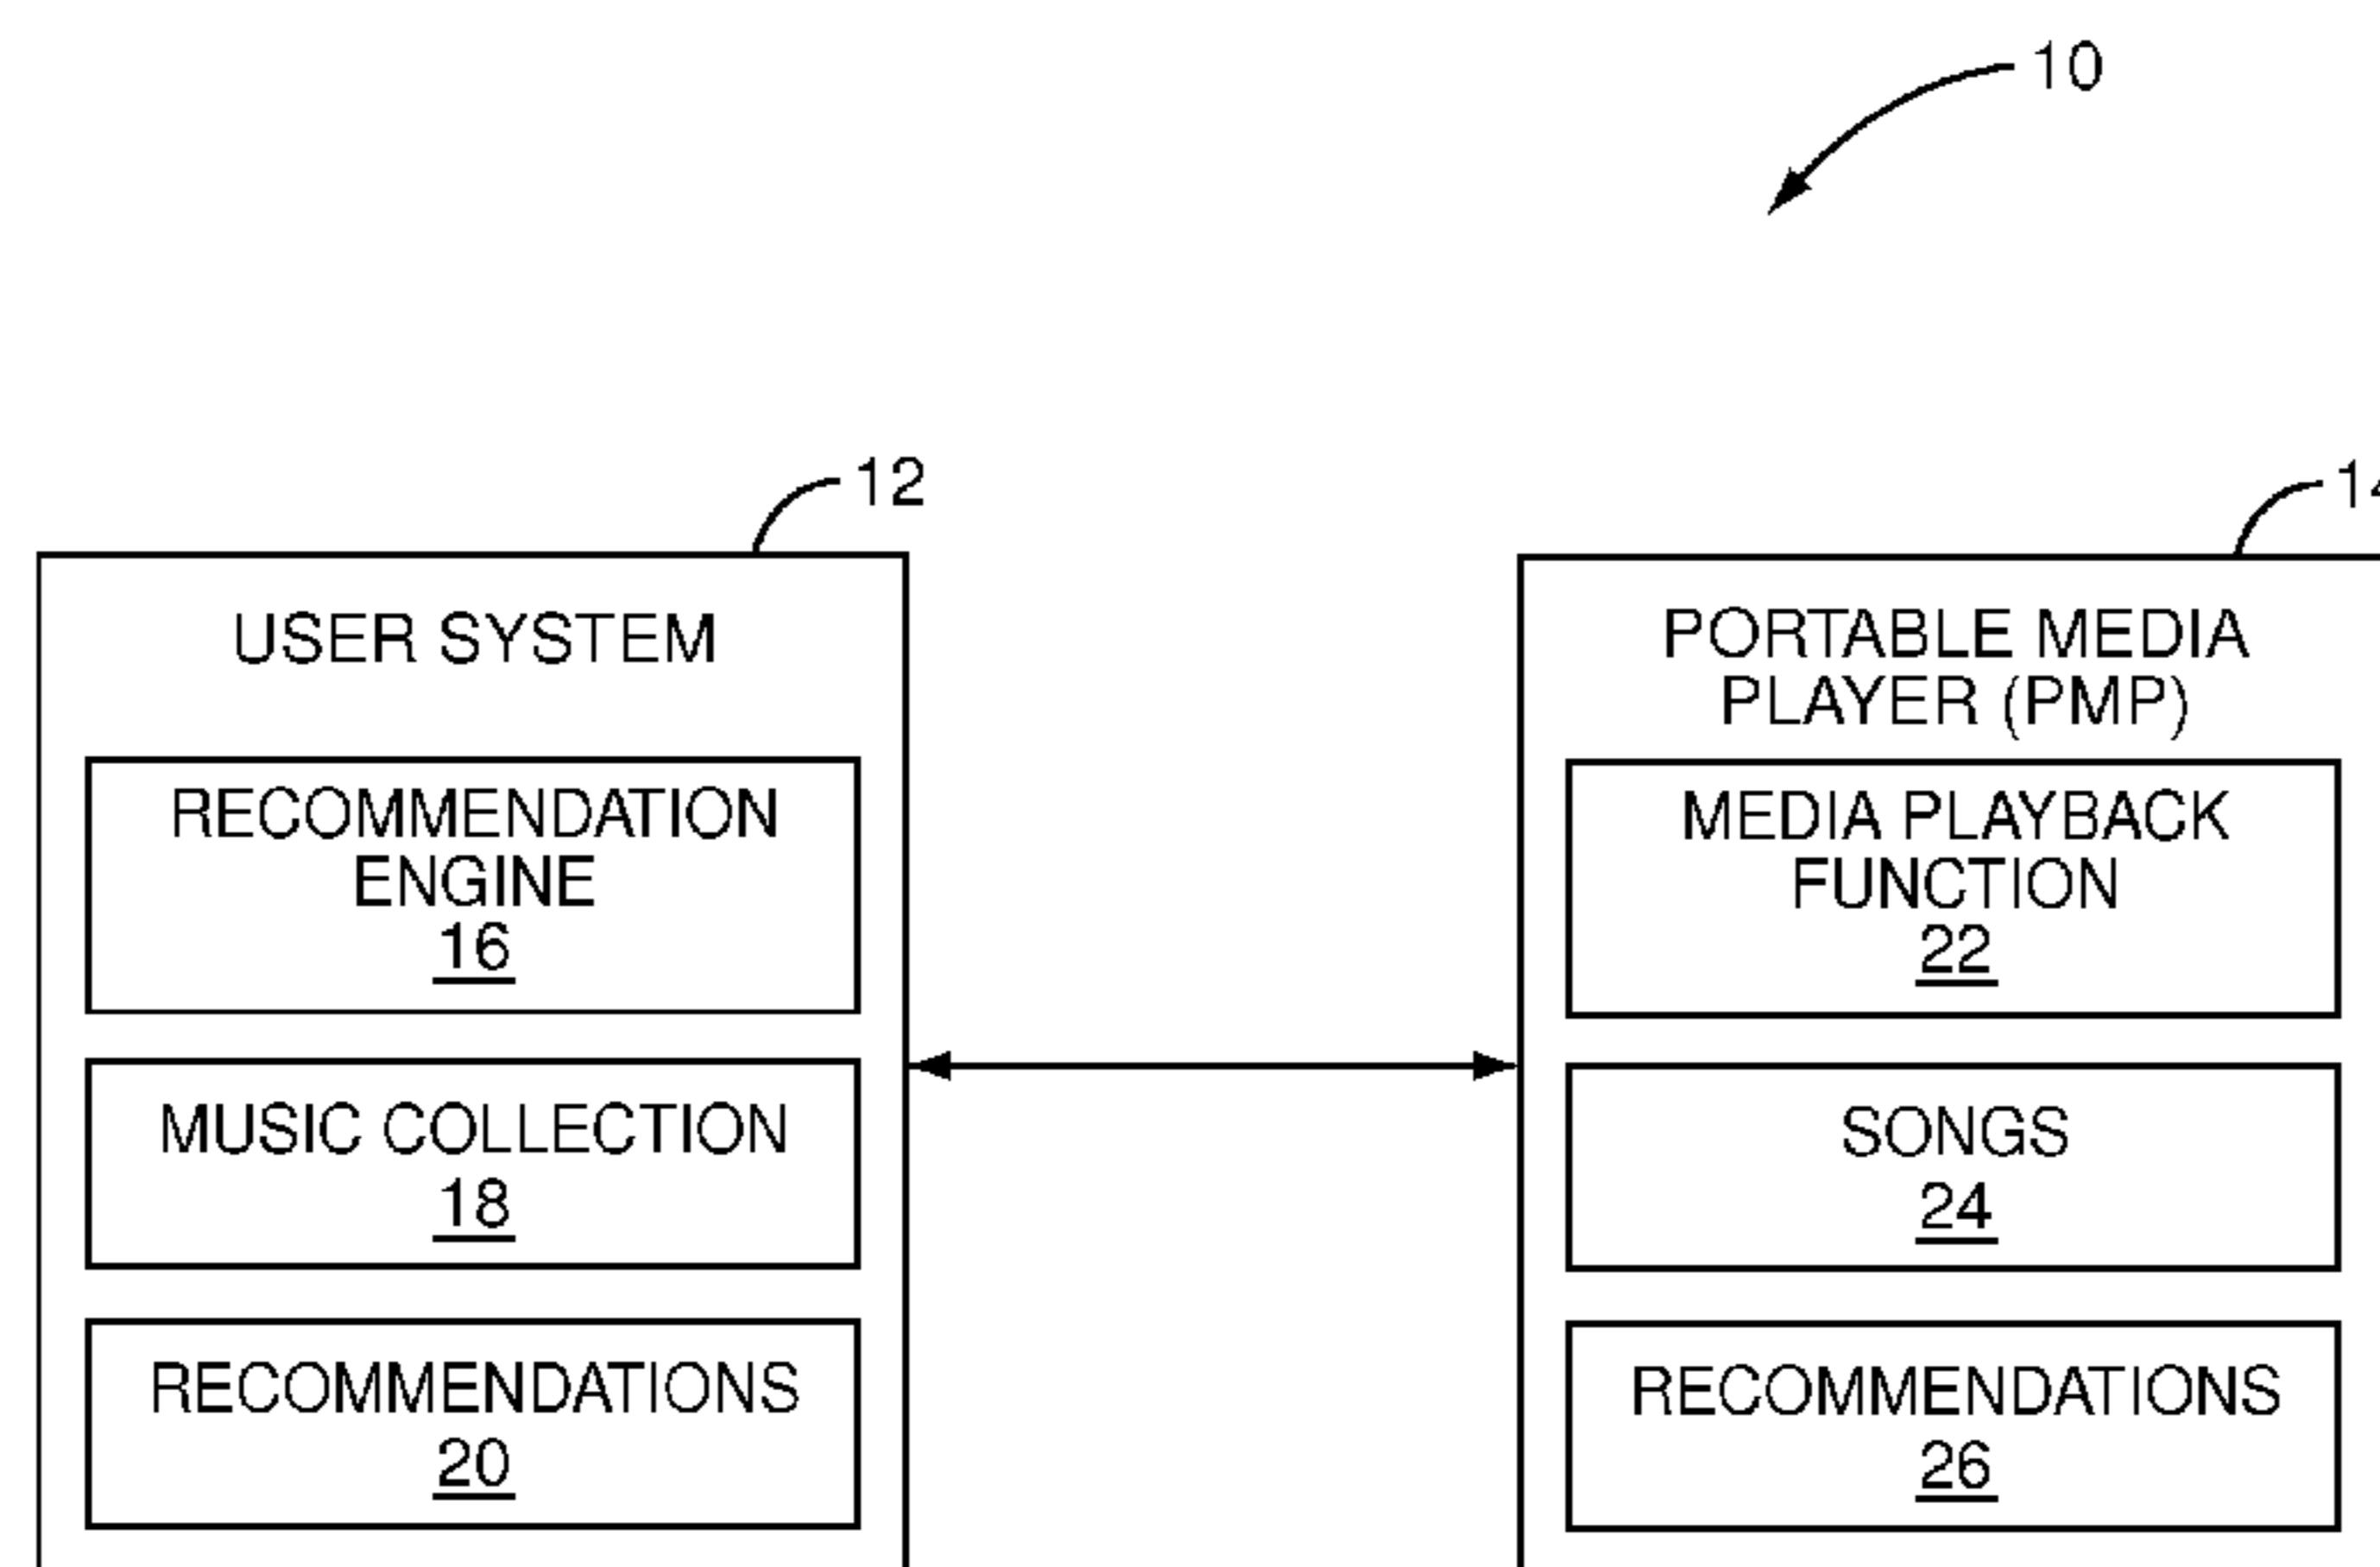 10
12
USER SYSTEM
RECOMMENDATION
ENGINE
16
MUSIC COLLECTION
18
RECOMMENDATIONS
20
PORTABLE MEDIA
PLAYER (PMP)
MEDIA PLAYBACK
FUNCTION
22
SONGS
24
RECOMMENDATIONS
26